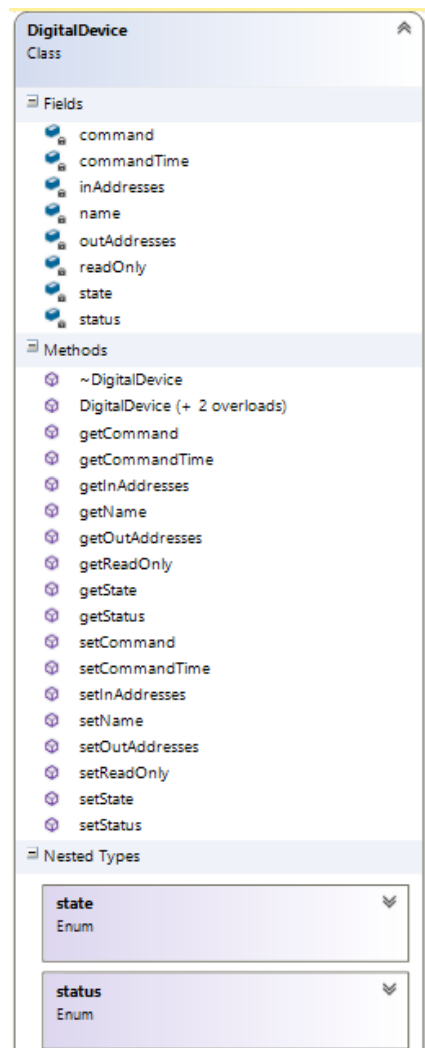 DigitalDevice
Class
Fields
command
commandTime
inAddresses
name
outAddresses
readOnly
state
status
Methods
~DigitalDevice
DigitalDevice (+ 2 overloads)
getCommand
getCommandTime
getInAddresses
getName
getOutAddresses
getReadOnly
getState
getStatus
setCommand
setCommandTime
setInAddresses
setName
setOutAddresses
setReadOnly
setState
setStatus
Nested Types
state
Enum
status
Enum